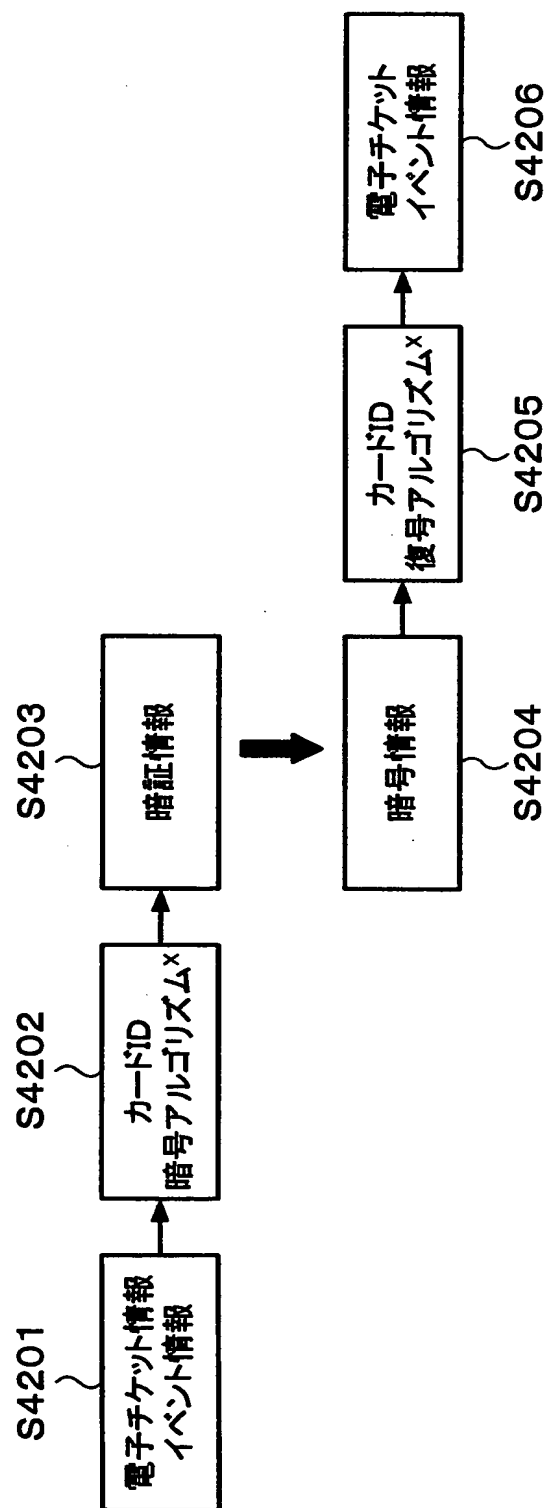 S4201
電子チケット情報
イベント情報
S4202
カードID
暗号アルゴリズムx
S4203
暗証情報
S4204
暗号情報
S4205
カードID
復号アルゴリズムx
S4206
電子チケット
イベント情報